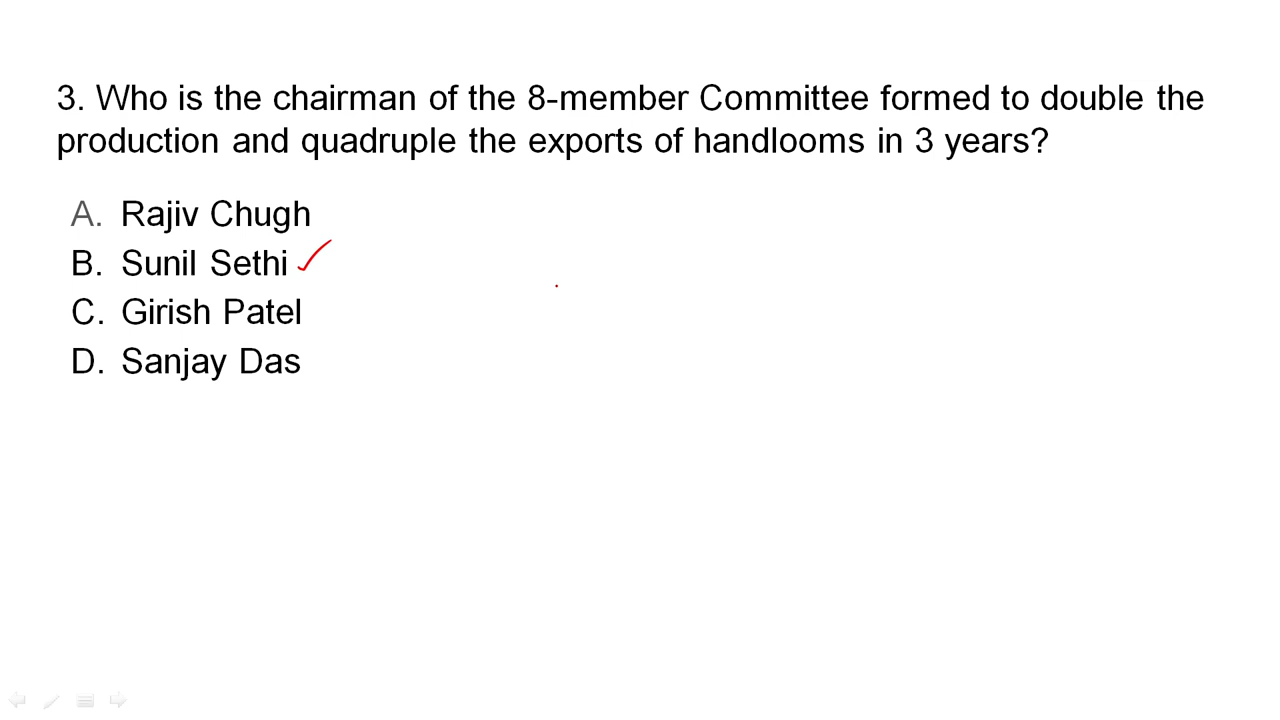 3. Who is the chairman of the 8-member Committee formed to double the
production and quadruple the exports of handlooms in 3 years?
A. Rajiv Chugh
B. Sunil Sethi
C. Girish Patel
D. Sanjay Das